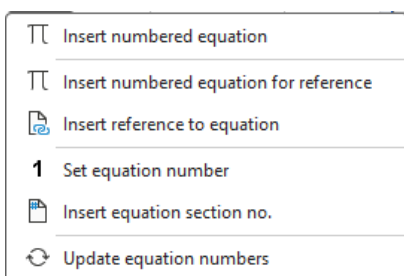 Insert numbered equation
Insert numbered equation for reference
Insert reference to equation
1 Set equation number
Insert equation section no.
Update equation numbers